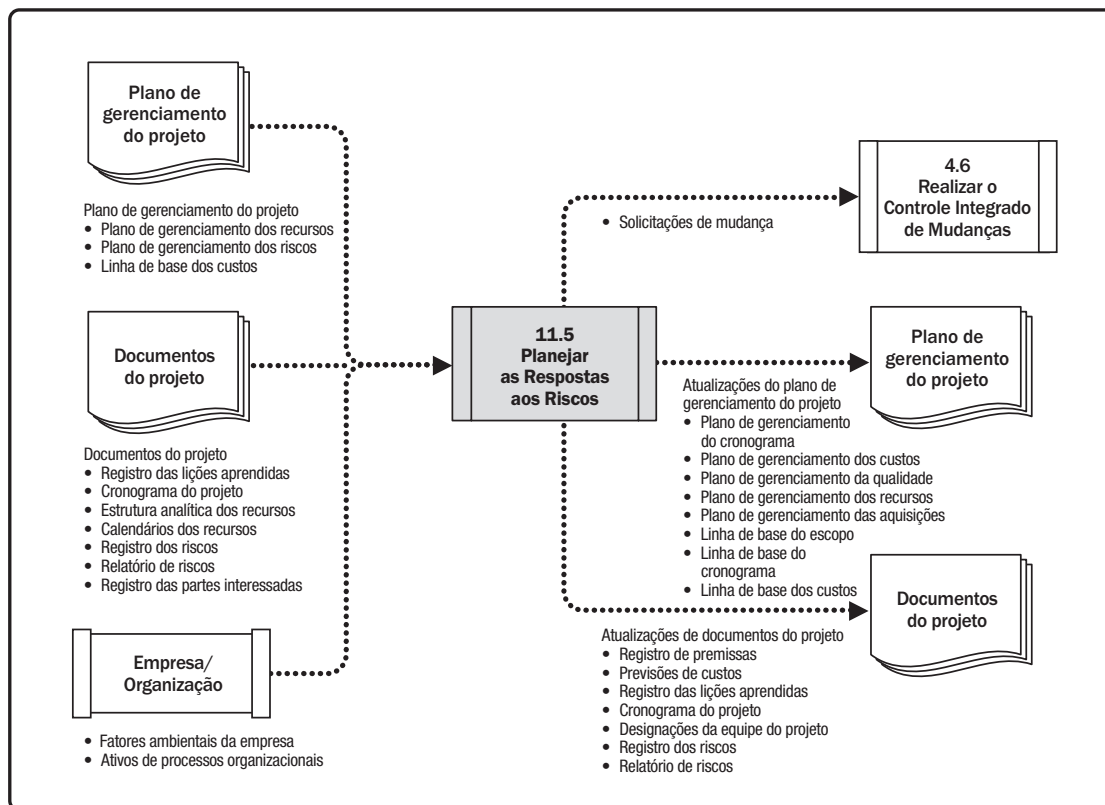 Plano de
gerenciamento
do projeto
Plano de gerenciamento do projeto
• Plano de gerenciamento dos recursos
• Plano de gerenciamento dos riscos
• Linha de base dos custos
Documentos
do projeto
Documentos do projeto
• Registro das lições aprendidas
• Cronograma do projeto
• Estrutura analítica dos recursos
• Calendários dos recursos
• Registro dos riscos
• Relatório de riscos
• Registro das partes interessadas
Empresa/
Organização
• Fatores ambientais da empresa
• Ativos de processos organizacionais
11.5
Planejar
as Respostas
aos Riscos
• Solicitações de mudança
4.6
Realizar o
Controle Integrado
de Mudanças
Plano de
gerenciamento
do projeto
Atualizações do plano de
gerenciamento do projeto
• Plano de gerenciamento
do cronograma
• Plano de gerenciamento dos custos
• Plano de gerenciamento da qualidade
• Plano de gerenciamento dos recursos
• Plano de gerenciamento das aquisições
• Linha de base do escopo
• Linha de base do
cronograma
• Linha de base dos custos
Documentos
do projeto
Atualizações de documentos do projeto
• Registro de premissas
• Previsões de custos
• Registro das lições aprendidas
• Cronograma do projeto
• Designações da equipe do projeto
• Registro dos riscos
• Relatório de riscos